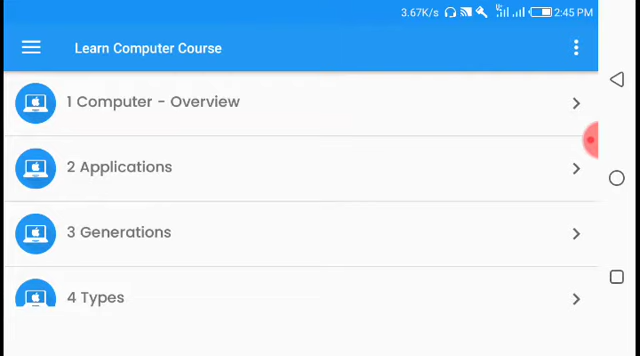 3.67K/s 2:45 PM
Learn Computer Course
1 Computer - Overview
2 Applications
3 Generations
4 Types